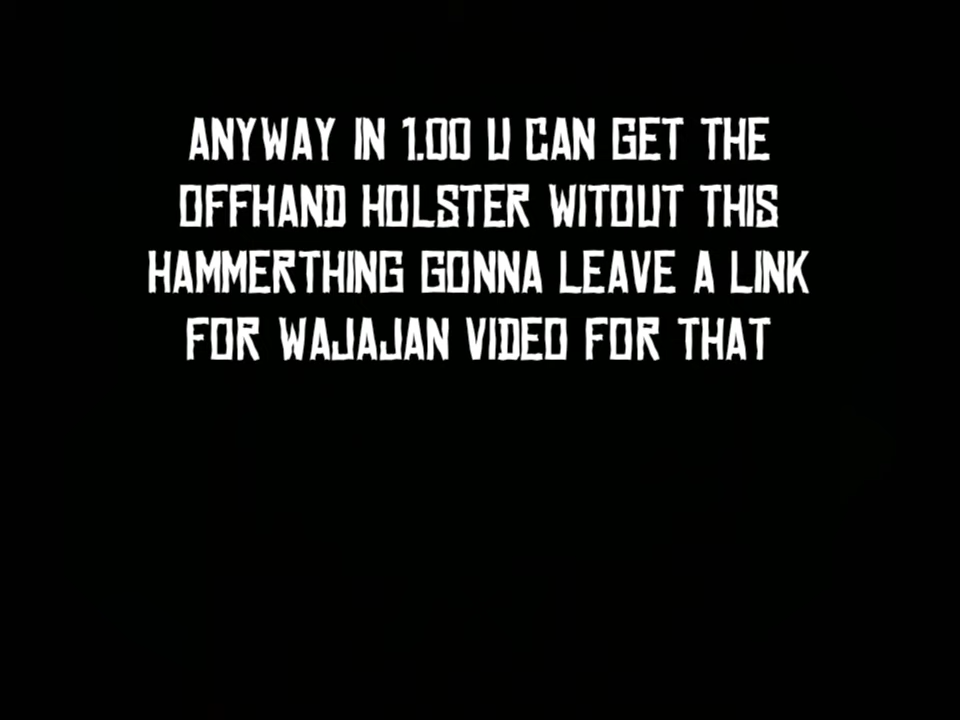 ANYWAY IN 1.00 U CAN GET THE
OFFHAND HOLSTER WITOUT THIS
HAMMERTHING GONNA LEAVE A LINK
FOR WAJAJAN VIDEO FOR THAT